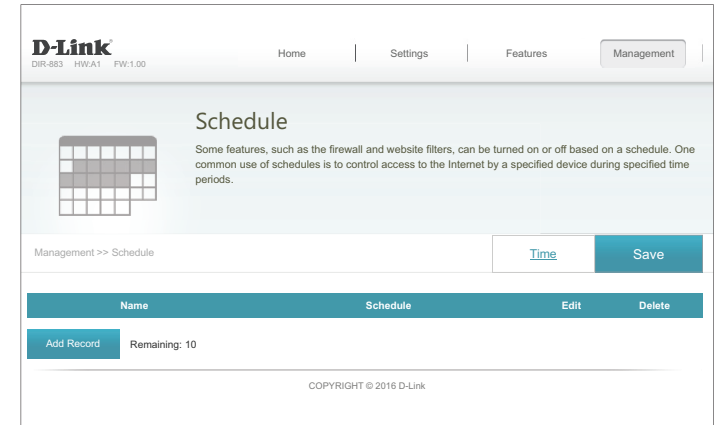 D-Link
DIR-883 HW:A1 FW:1.00
Home Settings Features Management
Schedule
Some features, such as the firewall and website filters, can be turned on or off based on a schedule. One
common use of schedules is to control access to the Internet by a specified device during specified time
periods.
Management >> Schedule
Time
Save
Name Schedule Edit Delete
Add Record Remaining: 10
COPYRIGHT © 2016 D-Link